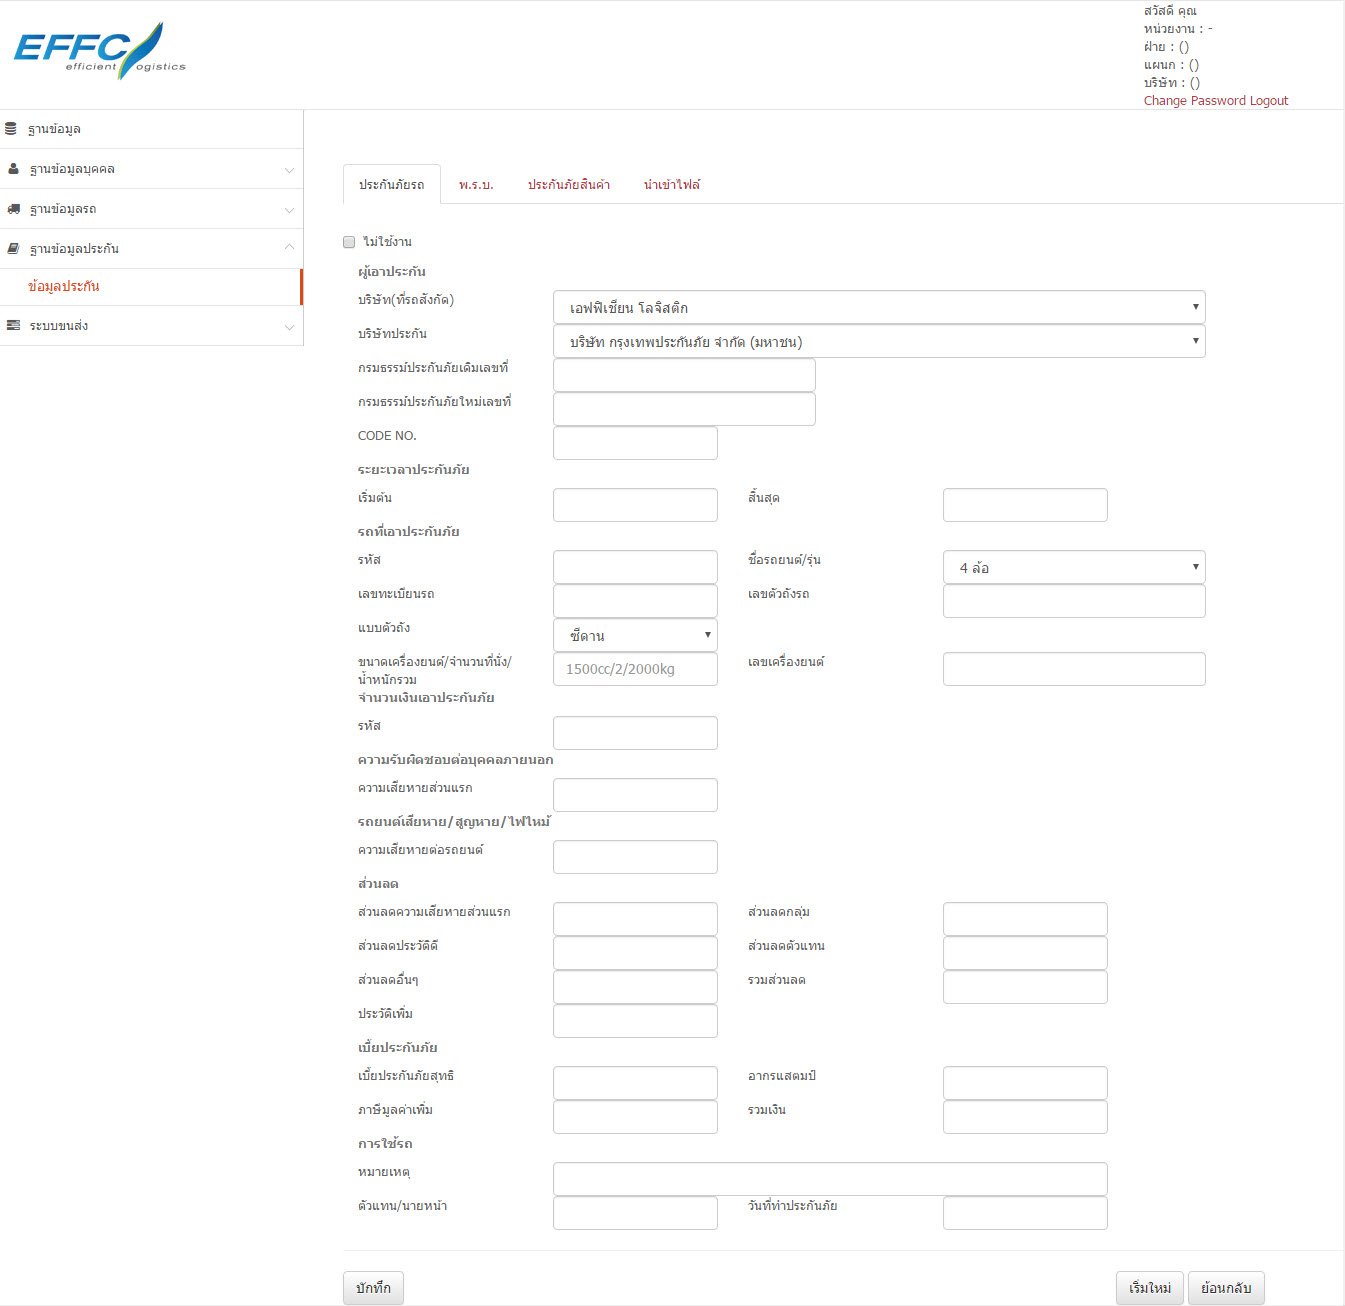 EFFC
efficient logistics
สวัสดี คุณ
หน่วยงาน : -
ฝ่าย : ()
แผนก : ()
บริษัท : ()
Change Password Logout
ฐานข้อมูล
ฐานข้อมูลบุคคล
ฐานข้อมูลรถ
ฐานข้อมูลประกัน
ข้อมูลประกัน
ระบบขนส่ง
ประกันภัยรถ พ.ร.บ. ประกันภัยสินค้า นำเข้าไฟล์
ไม่ใช้งาน
ผู้เอาประกัน
บริษัท(ที่รถสังกัด) เอฟฟิเชียน โลจิสติก
บริษัทประกัน บริษัท กรุงเทพประกันภัย จำกัด (มหาชน)
กรมธรรม์ประกันภัยเดิมเลขที่
กรมธรรม์ประกันภัยใหม่เลขที่
CODE NO.
ระยะเวลาประกันภัย
เริ่มต้น สิ้นสุด
รถที่เอาประกันภัย
รหัส ชื่อรถยนต์/รุ่น 4 ล้อ
เลขทะเบียนรถ เลขตัวถังรถ
แบบตัวถัง ซีดาน
ขนาดเครื่องยนต์/จำนวนที่นั่ง/ 1500cc/2/2000kg เลขเครื่องยนต์
น้ำหนักรวม
จำนวนเงินเอาประกันภัย
รหัส
ความรับผิดชอบต่อบุคคลภายนอก
ความเสียหายส่วนแรก
รถยนต์เสียหาย/สูญหาย/ไฟไหม้
ความเสียหายต่อรถยนต์
ส่วนลด
ส่วนลดความเสียหายส่วนแรก ส่วนลดกลุ่ม
ส่วนลดประวัติดี ส่วนลดตัวแทน
ส่วนลดอื่นๆ รวมส่วนลด
ประวัติเพิ่ม
เบี้ยประกันภัย
เบี้ยประกันภัยสุทธิ อากรแสตมป์
ภาษีมูลค่าเพิ่ม รวมเงิน
การใช้รถ
หมายเหตุ
ตัวแทน/นายหน้า วันที่ทำประกันภัย
บักทึก เริ่มใหม่ ย้อนกลับ